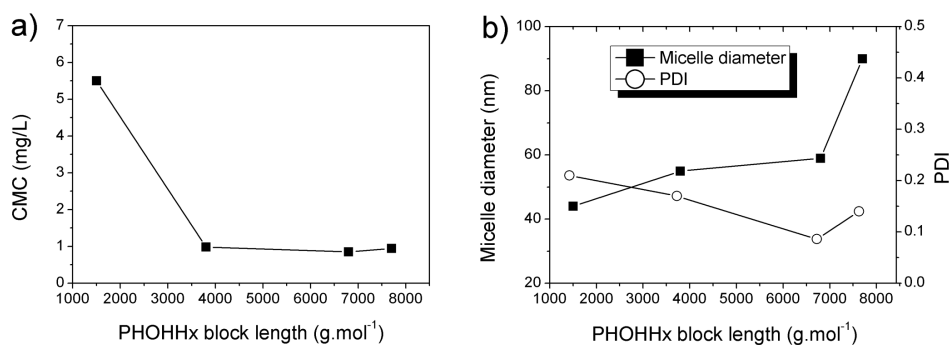 a)
CMC (mg/L)
7
6
5
4
3
2
1
0
1000 2000 3000 4000 5000 6000 7000 8000
PHOHHx block length (g.mol⁻¹)
b)
Micelle diameter (nm)
100
80
60
40
20
Micelle diameter
PDI
0.5
0.4
0.3
0.2
0.1
0.0
PDI
1000 2000 3000 4000 5000 6000 7000 8000
PHOHHx block length (g.mol⁻¹)